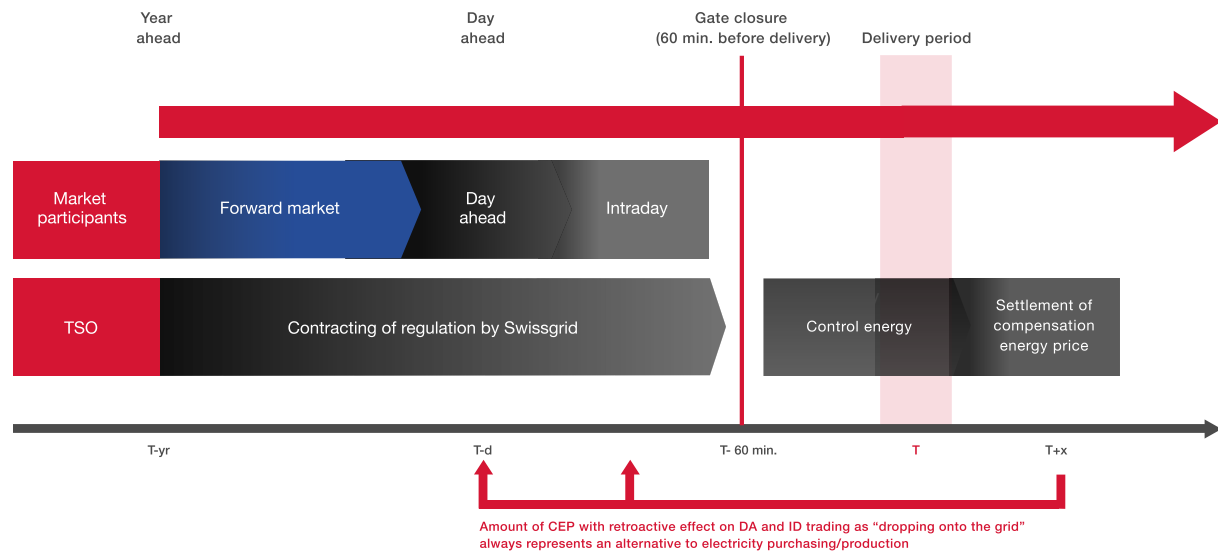 Year
ahead
Day
ahead
Gate closure
(60 min. before delivery)
Delivery period
Market
participants
Forward market
Day
ahead
Intraday
TSO
Contracting of regulation by Swissgrid
Control energy
Settlement of
compensation
energy price
T-yr
T-d
T- 60 min.
T
T+x
Amount of CEP with retroactive effect on DA and ID trading as “dropping onto the grid”
always represents an alternative to electricity purchasing/production